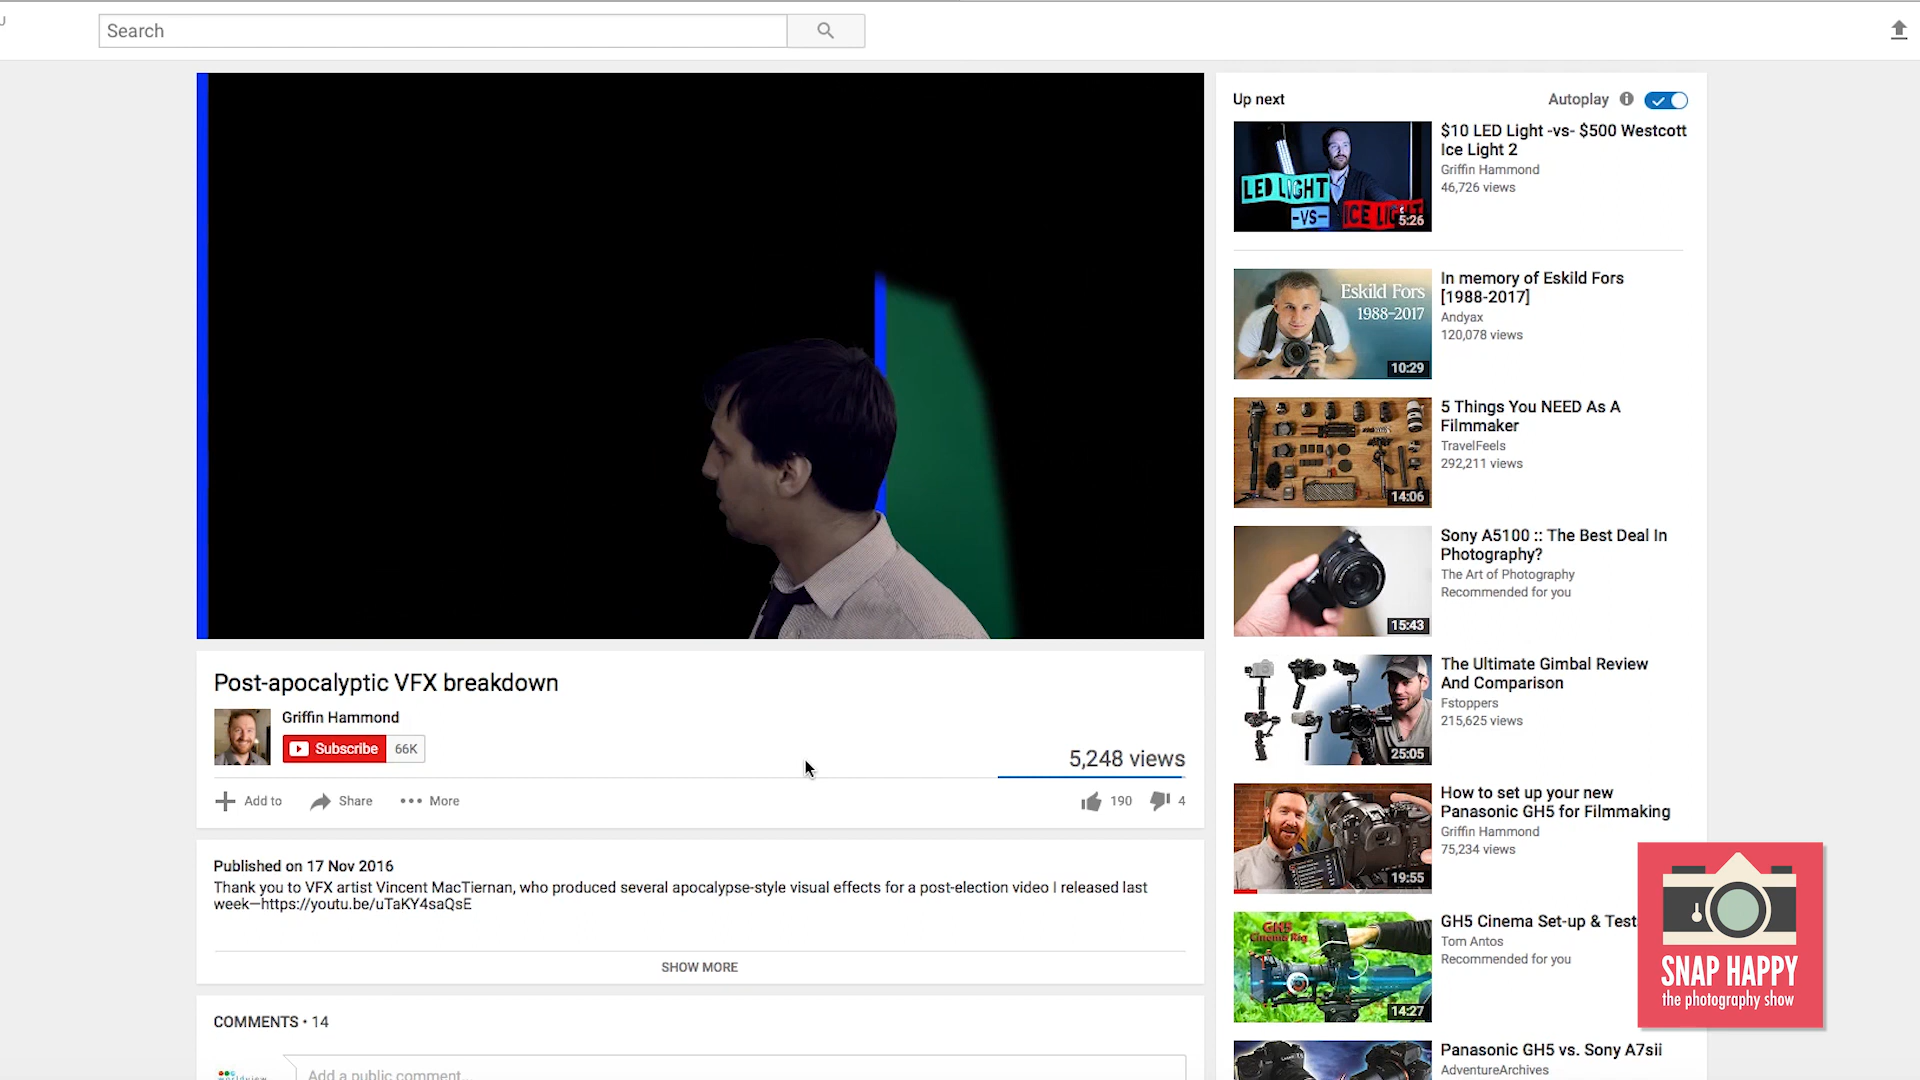 Search
Up next
Autoplay
$10 LED Light -vs- $500 Westcott
Ice Light 2
Griffin Hammond
46,726 views
LED LIGHT
-VS-
ICE LIGHT
5:26
In memory of Eskild Fors
[1988-2017]
Andyax
120,078 views
Eskild Fors
1988-2017
10:29
5 Things You NEED As A
Filmmaker
TravelFeels
292,211 views
14:06
Sony A5100 :: The Best Deal In
Photography?
The Art of Photography
Recommended for you
15:43
The Ultimate Gimbal Review
And Comparison
Fstoppers
215,625 views
25:05
How to set up your new
Panasonic GH5 for Filmmaking
Griffin Hammond
75,234 views
19:55
GH5 Cinema Set-up & Test
Tom Antos
Recommended for you
GH5
Cinema Rig
14:27
Panasonic GH5 vs. Sony A7sii
AdventureArchives
Post-apocalyptic VFX breakdown
Griffin Hammond
Subscribe 66K
5,248 views
Add to Share More
190 4
Published on 17 Nov 2016
Thank you to VFX artist Vincent MacTiernan, who produced several apocalypse-style visual effects for a post-election video I released last
week—https://youtu.be/uTaKY4saQsE
SHOW MORE
COMMENTS • 14
Add a public comment...
SNAP HAPPY
the photography show